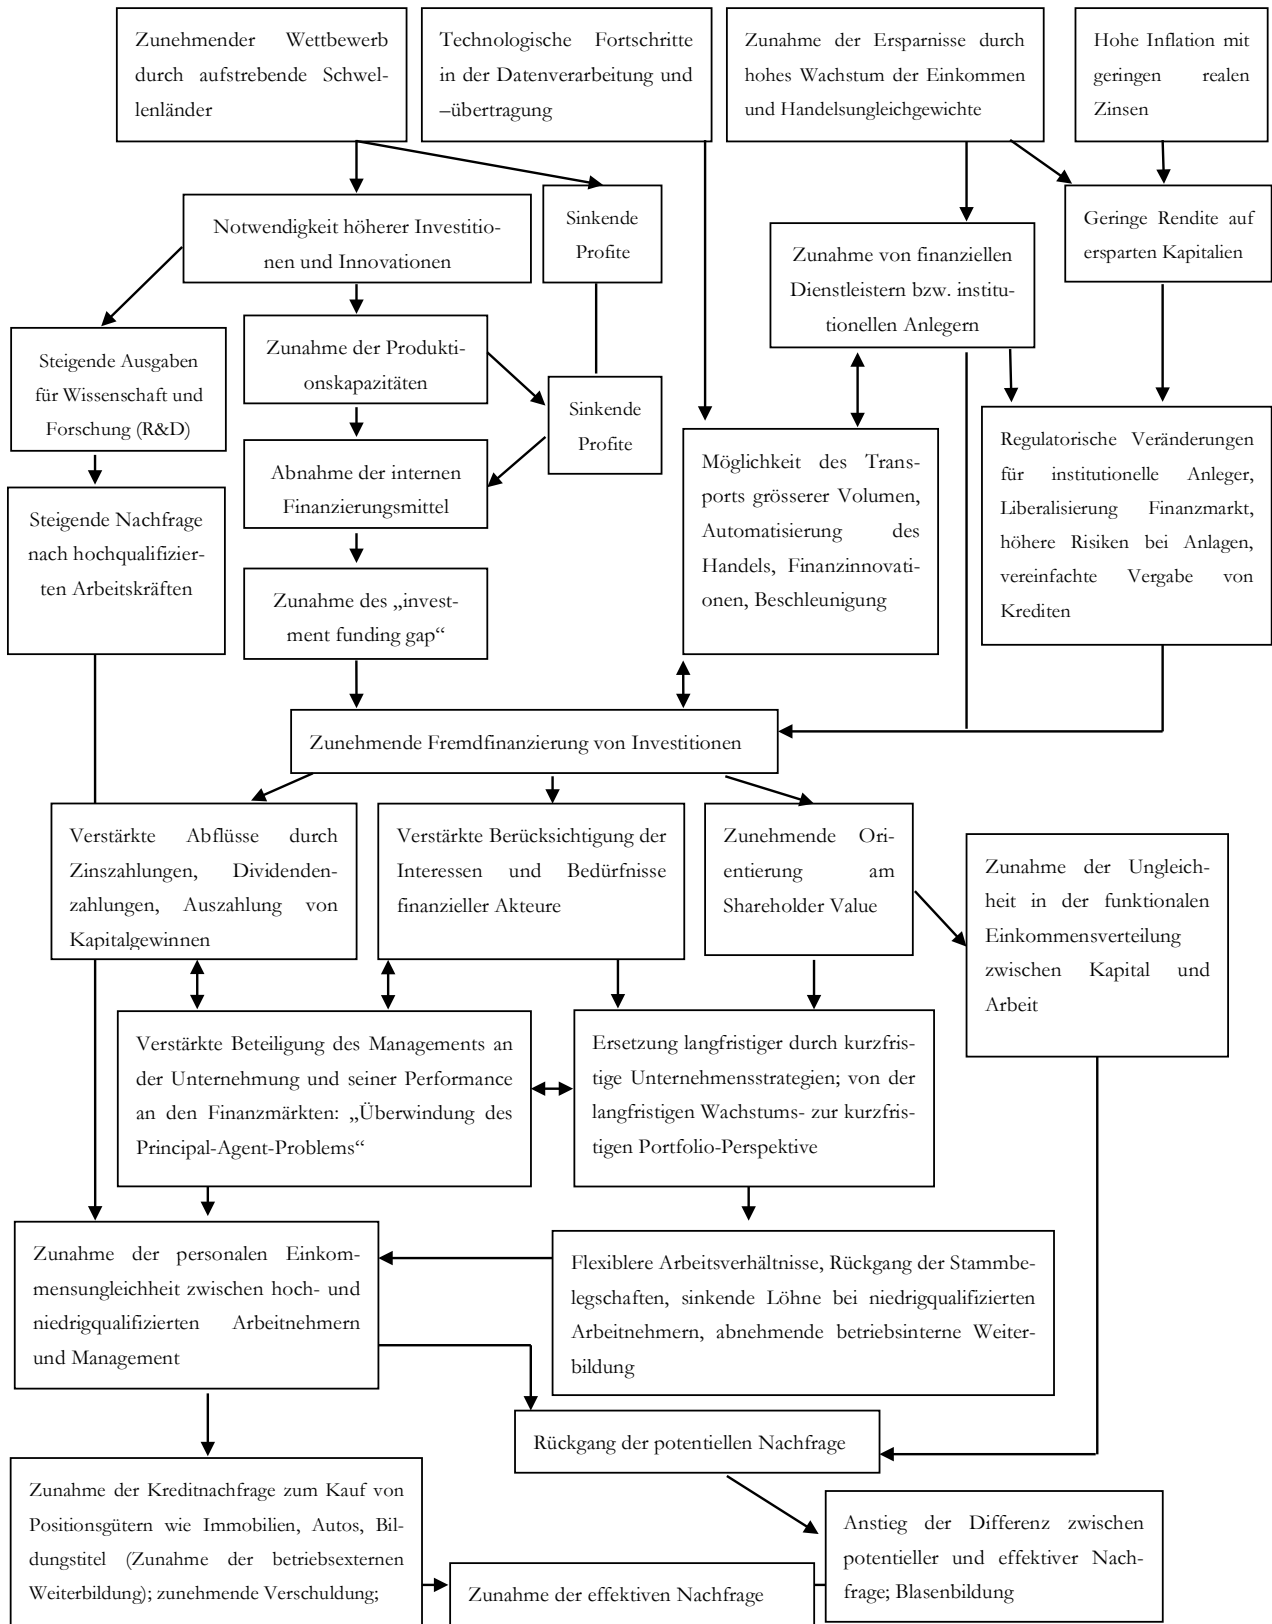 Zunehmender Wettbewerb
durch aufstrebende Schwel-
lenländer
Technologische Fortschritte
in der Datenverarbeitung und
–übertragung
Zunahme der Ersparnisse durch
hohes Wachstum der Einkommen
und Handelsungleichgewichte
Hohe Inflation mit
geringen realen
Zinsen
Notwendigkeit höherer Investitio-
nen und Innovationen
Sinkende
Profite
Zunahme von finanziellen
Dienstleistern bzw. institu-
tionellen Anlegern
Geringe Rendite auf
ersparten Kapitalien
Steigende Ausgaben
für Wissenschaft und
Forschung (R&D)
Zunahme der Produkti-
onskapazitäten
Sinkende
Profite
Abnahme der internen
Finanzierungsmittel
Möglichkeit des Trans-
ports grösserer Volumen,
Automatisierung des
Handels, Finanzinnovati-
onen, Beschleunigung
Regulatorische Veränderungen
für institutionelle Anleger,
Liberalisierung Finanzmarkt,
höhere Risiken bei Anlagen,
vereinfachte Vergabe von
Krediten
Steigende Nachfrage
nach hochqualifizier-
ten Arbeitskräften
Zunahme des „invest-
ment funding gap“
Zunehmende Fremdfinanzierung von Investitionen
Verstärkte Abflüsse durch
Zinszahlungen, Dividenden-
zahlungen, Auszahlung von
Kapitalgewinnen
Verstärkte Berücksichtigung der
Interessen und Bedürfnisse
finanzieller Akteure
Zunehmende Ori-
entierung am
Shareholder Value
Zunahme der Ungleich-
heit in der funktionalen
Einkommensverteilung
zwischen Kapital und
Arbeit
Verstärkte Beteiligung des Managements an
der Unternehmung und seiner Performance
an den Finanzmärkten: „Überwindung des
Principal-Agent-Problems“
Ersetzung langfristiger durch kurzfris-
tige Unternehmensstrategien; von der
langfristigen Wachstums- zur kurzfris-
tigen Portfolio-Perspektive
Zunahme der personalen Einkom-
mensungleichheit zwischen hoch- und
niedrigqualifizierten Arbeitnehmern
und Management
Flexiblere Arbeitsverhältnisse, Rückgang der Stammbe-
legschaften, sinkende Löhne bei niedrigqualifizierten
Arbeitnehmern, abnehmende betriebsinterne Weiter-
bildung
Rückgang der potentiellen Nachfrage
Zunahme der Kreditnachfrage zum Kauf von
Positionsgütern wie Immobilien, Autos, Bil-
dungstitel (Zunahme der betriebsexternen
Weiterbildung); zunehmende Verschuldung;
Zunahme der effektiven Nachfrage
Anstieg der Differenz zwischen
potentieller und effektiver Nach-
frage; Blasenbildung